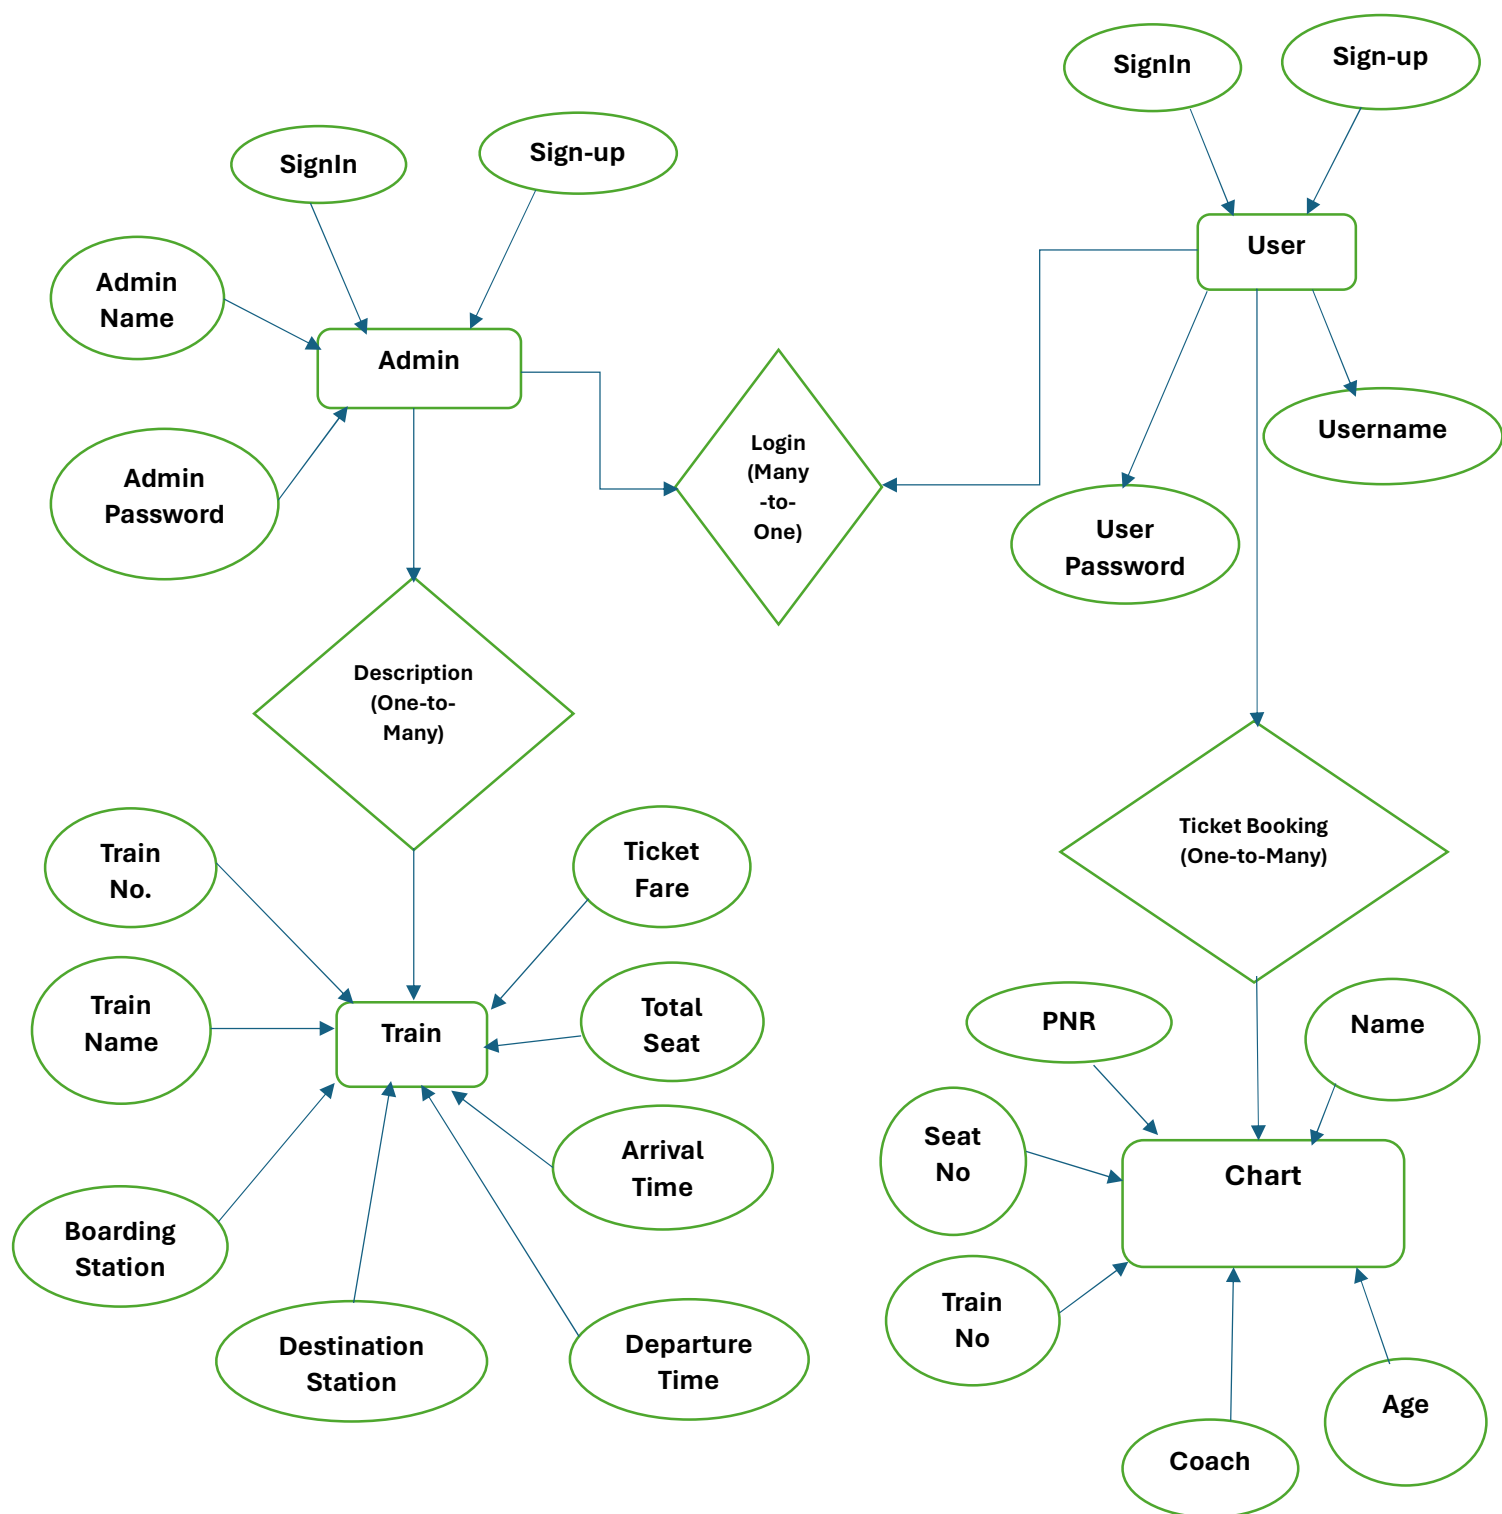 SignIn
Sign-up
SignIn
Sign-up
User
Admin
Name
Admin
Username
Admin
Password
Login
(Many
-to-
One)
User
Password
Description
(One-to-
Many)
Ticket Booking
(One-to-Many)
Train
No.
Ticket
Fare
Train
Name
Train
Total
Seat
PNR
Name
Seat
No
Chart
Arrival
Time
Boarding
Station
Train
No
Destination
Station
Departure
Time
Age
Coach